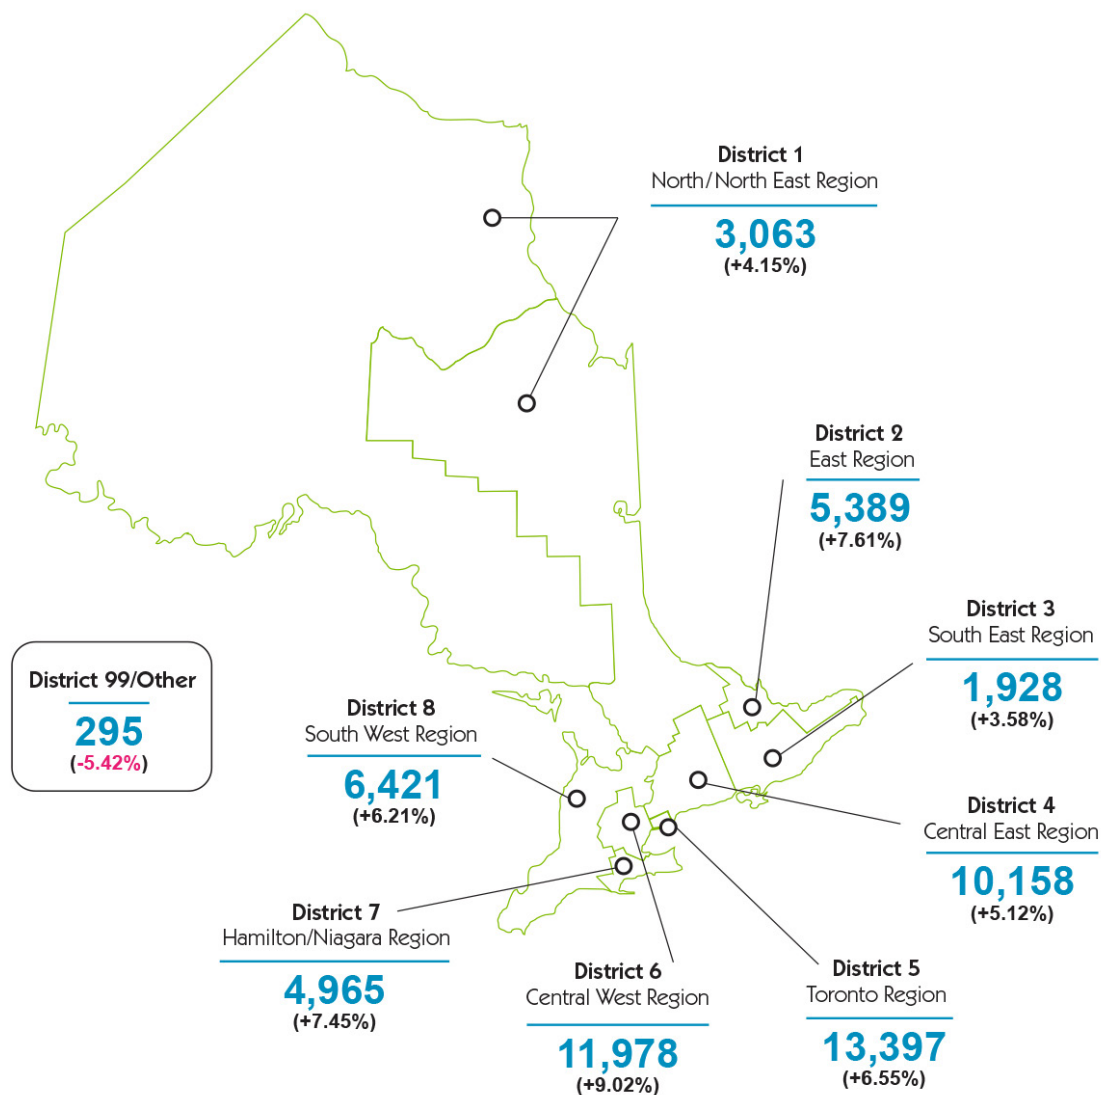 District 1
North/North East Region
3,063
(+4.15%)
District 2
East Region
5,389
(+7.61%)
District 3
South East Region
1,928
(+3.58%)
District 99/Other
295
(-5.42%)
District 8
South West Region
6,421
(+6.21%)
District 4
Central East Region
10,158
(+5.12%)
District 7
Hamilton/Niagara Region
4,965
(+7.45%)
District 6
Central West Region
11,978
(+9.02%)
District 5
Toronto Region
13,397
(+6.55%)